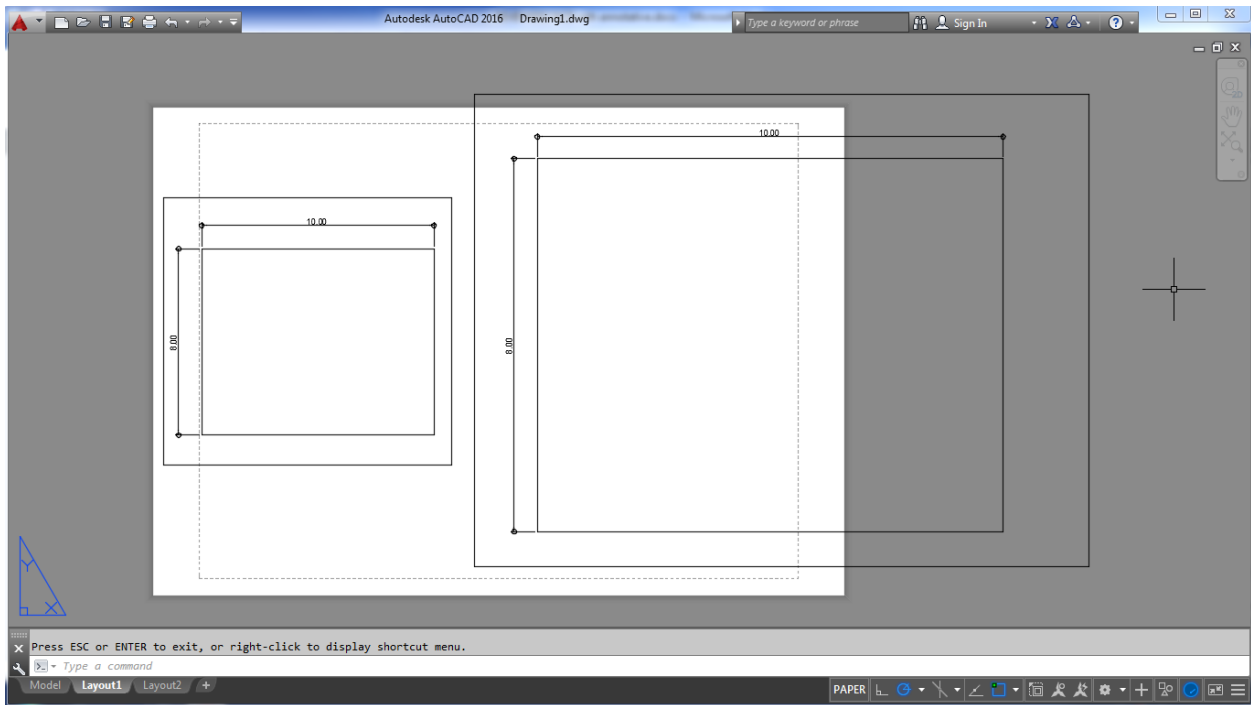 Autodesk AutoCAD 2016 Drawing1.dwg
Type a keyword or phrase
Sign In
10.00
10.00
8.00
8.00
Y
X
Press ESC or ENTER to exit, or right-click to display shortcut menu.
Type a command
Model Layout1 Layout2 +
PAPER